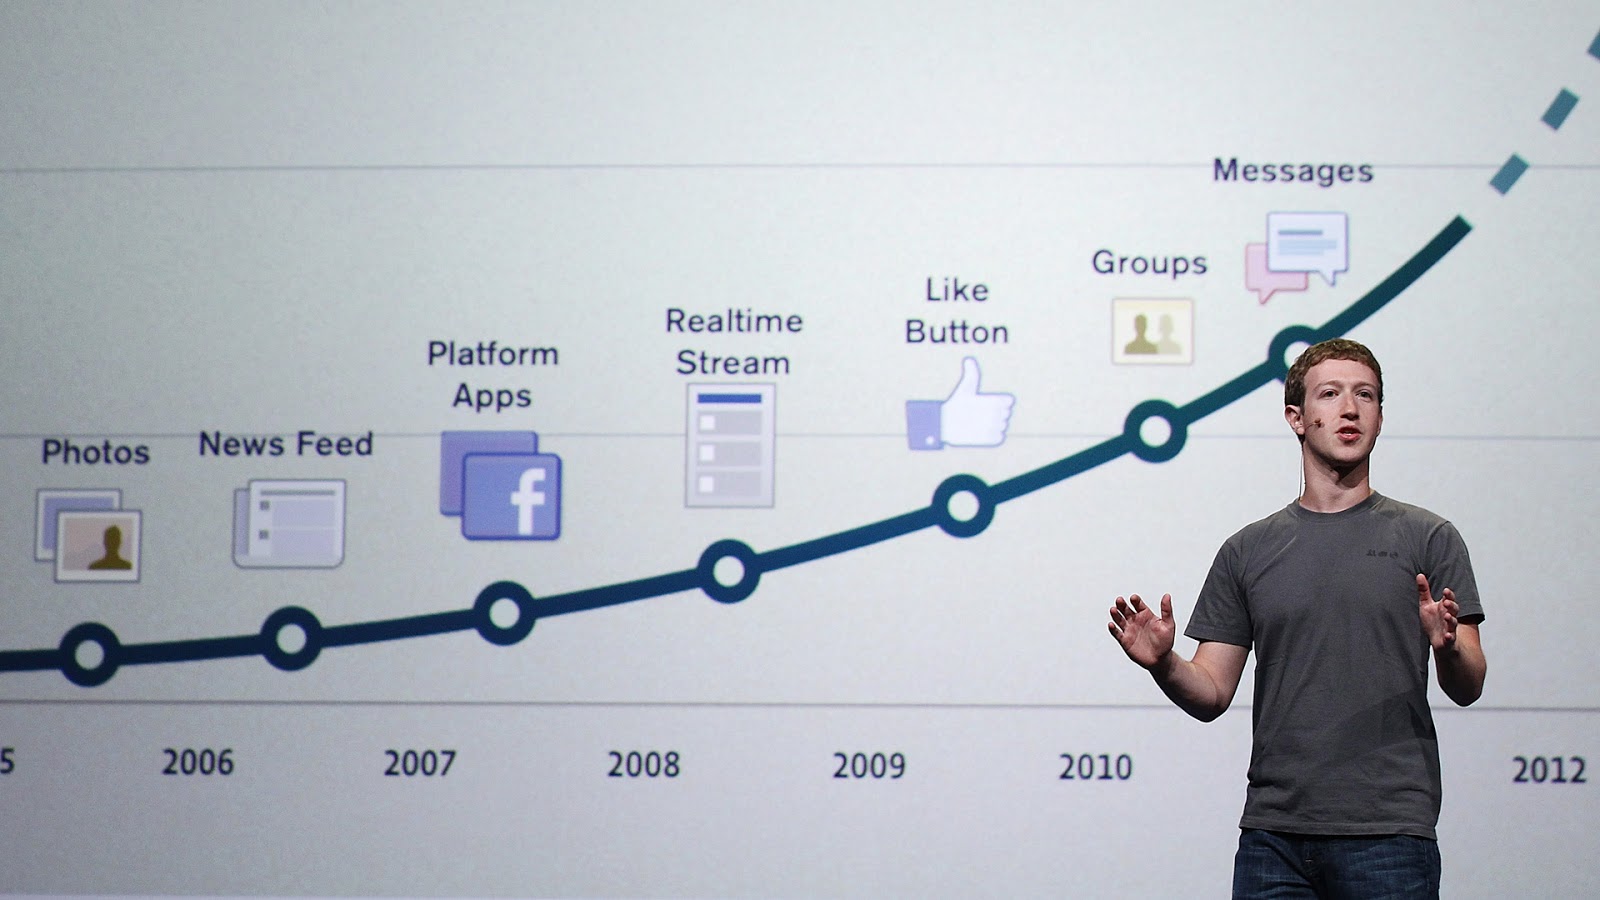 Messages
Groups
Like
Button
Realtime
Stream
Platform
Apps
News Feed
Photos
f
5
2006
2007
2008
2009
2010
2012